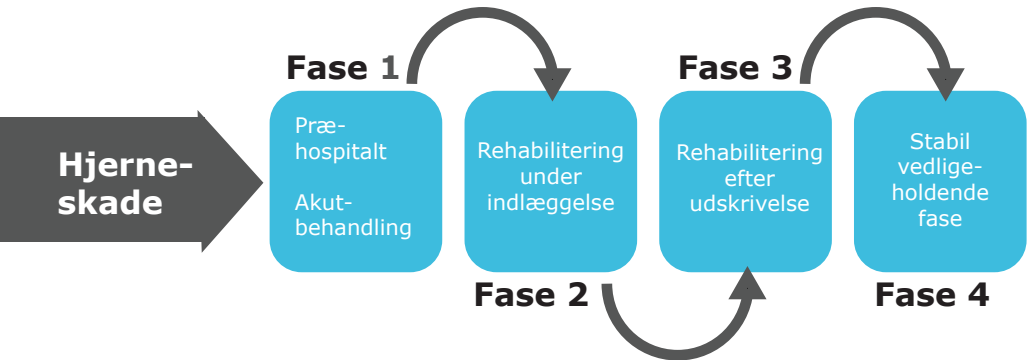 Hjerne-
skade
Fase 1
Præ-
hospitalt
Akut-
behandling
Rehabilitering
under
indlæggelse
Fase 2
Fase 3
Rehabilitering
efter
udskrivelse
Stabil
vedlige-
holdende
fase
Fase 4